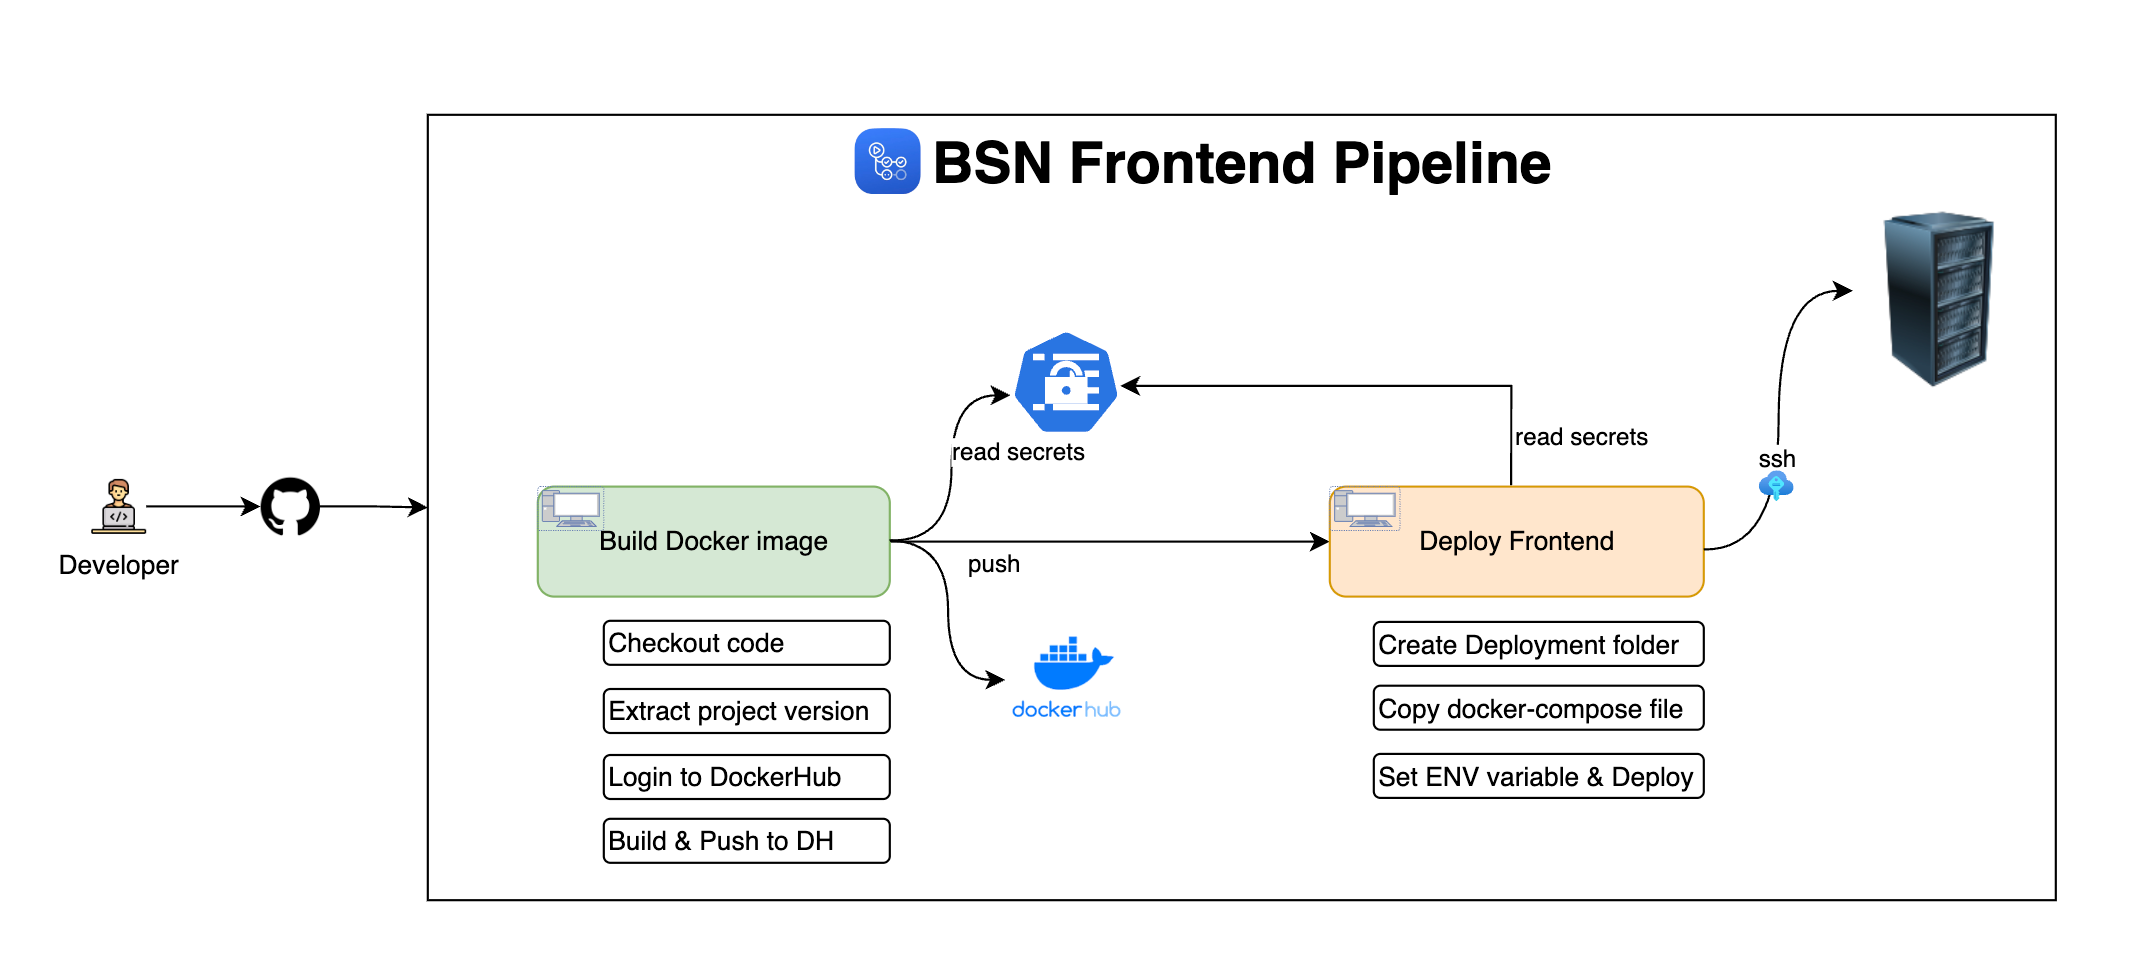 BSN Frontend Pipeline
Developer
read secrets
read secrets
ssh
Build Docker image
push
Deploy Frontend
Checkout code
Extract project version
Login to DockerHub
Build & Push to DH
docker hub
Create Deployment folder
Copy docker-compose file
Set ENV variable & Deploy